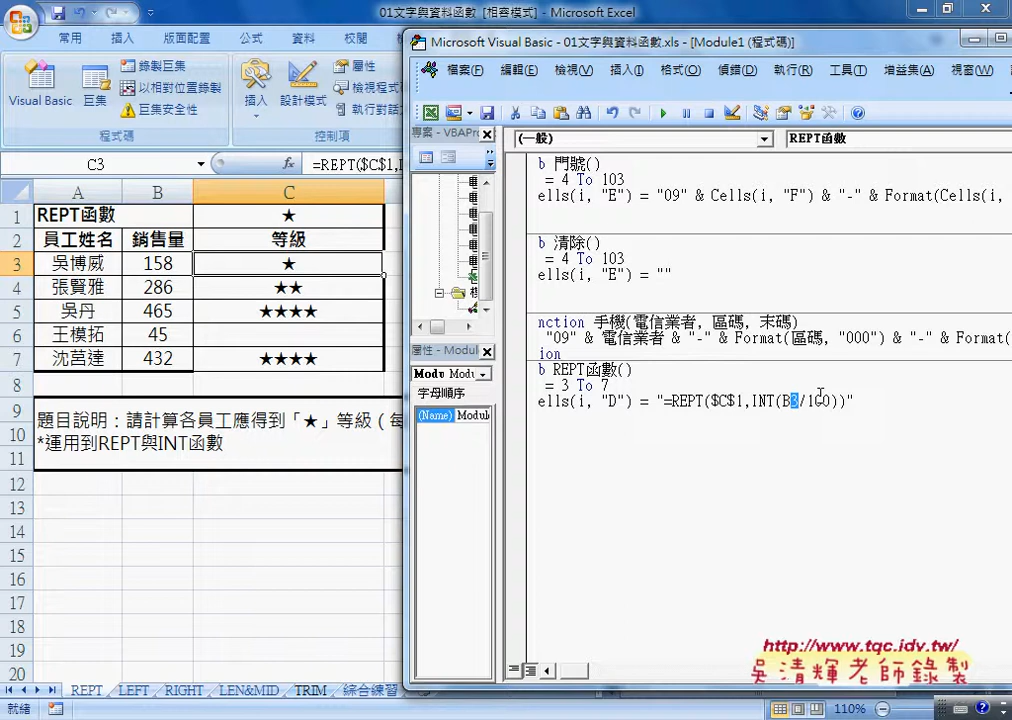 01文字與資料函數 [相容模式] - Microsoft Excel
常用 插入 版面配置 公式 資料 校閱
Visual Basic 巨集 錄製巨集 以相對位置錄製 巨集安全性
插入 設計模式 屬性 檢視程式碼 執行對話
程式碼 控制項
C3 fx =REPT($C$1,I
A B C
1 REPT函數 ★
2 員工姓名 銷售量 等級
3 吳博威 158 ★
4 張賢雅 286 ★★
5 吳丹 465 ★★★★
6 王模拓 45
7 沈莒達 432 ★★★★
8
9 題目說明：請計算各員工應得到「★」等級（每
10 *運用到REPT與INT函數
11
12
13
14
15
16
17
18
19
20
REPT LEFT RIGHT LEN&MID TRIM 綜合練習
就緒 110%
Microsoft Visual Basic - 01文字與資料函數.xls - [Module1 (程式碼)]
檔案(F) 編輯(E) 檢視(V) 插入(I) 格式(O) 偵錯(D) 執行(R) 工具(T) 增益集(A) 視窗(W)
專案 - VBAPro
屬性 - Modul
Modu Modu
字母順序
(Name) Modul
(一般) REPT函數
b 門號()
= 4 To 103
ells(i, "E") = "09" & Cells(i, "F") & "-" & Format(Cells(i,
b 清除()
= 4 To 103
ells(i, "E") = ""
nction 手機(電信業者, 區碼, 末碼)
"09" & 電信業者 & "-" & Format(區碼, "000") & "-" & Format(
ion
b REPT函數()
= 3 To 7
ells(i, "D") = "=REPT($C$1,INT(B3/100))"
http://www.tqc.idv.tw/
吳清輝老師錄製